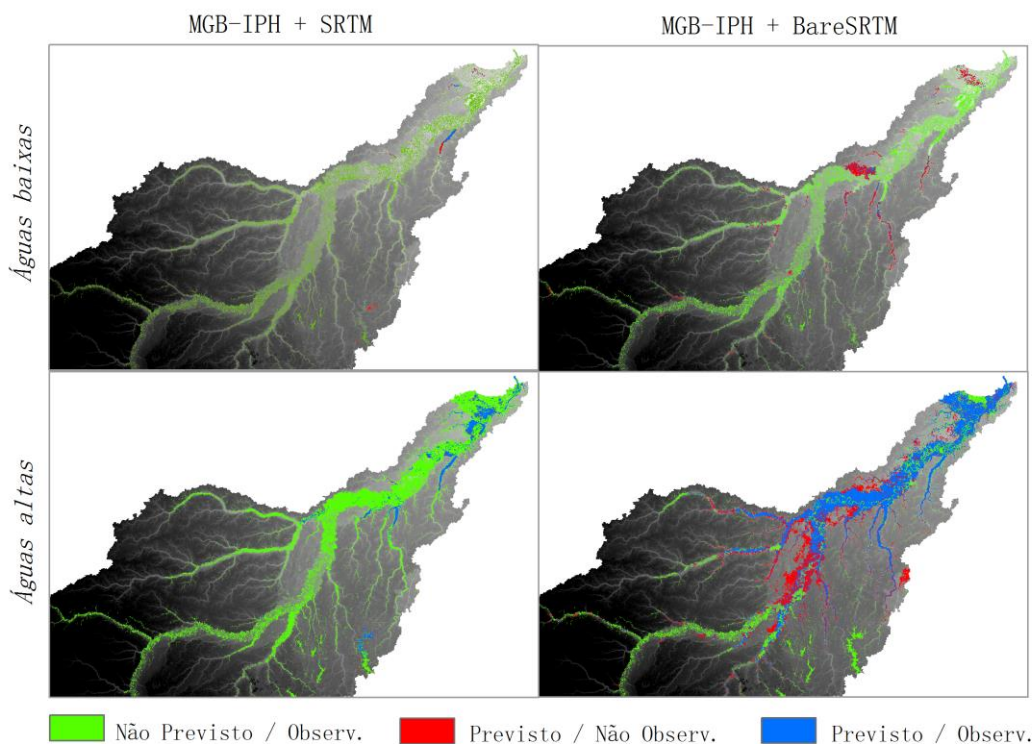 MGB-IPH + SRTM
MGB-IPH + BareSRTM
Águas baixas
Águas altas
Não Previsto / Observ.
Previsto / Não Observ.
Previsto / Observ.